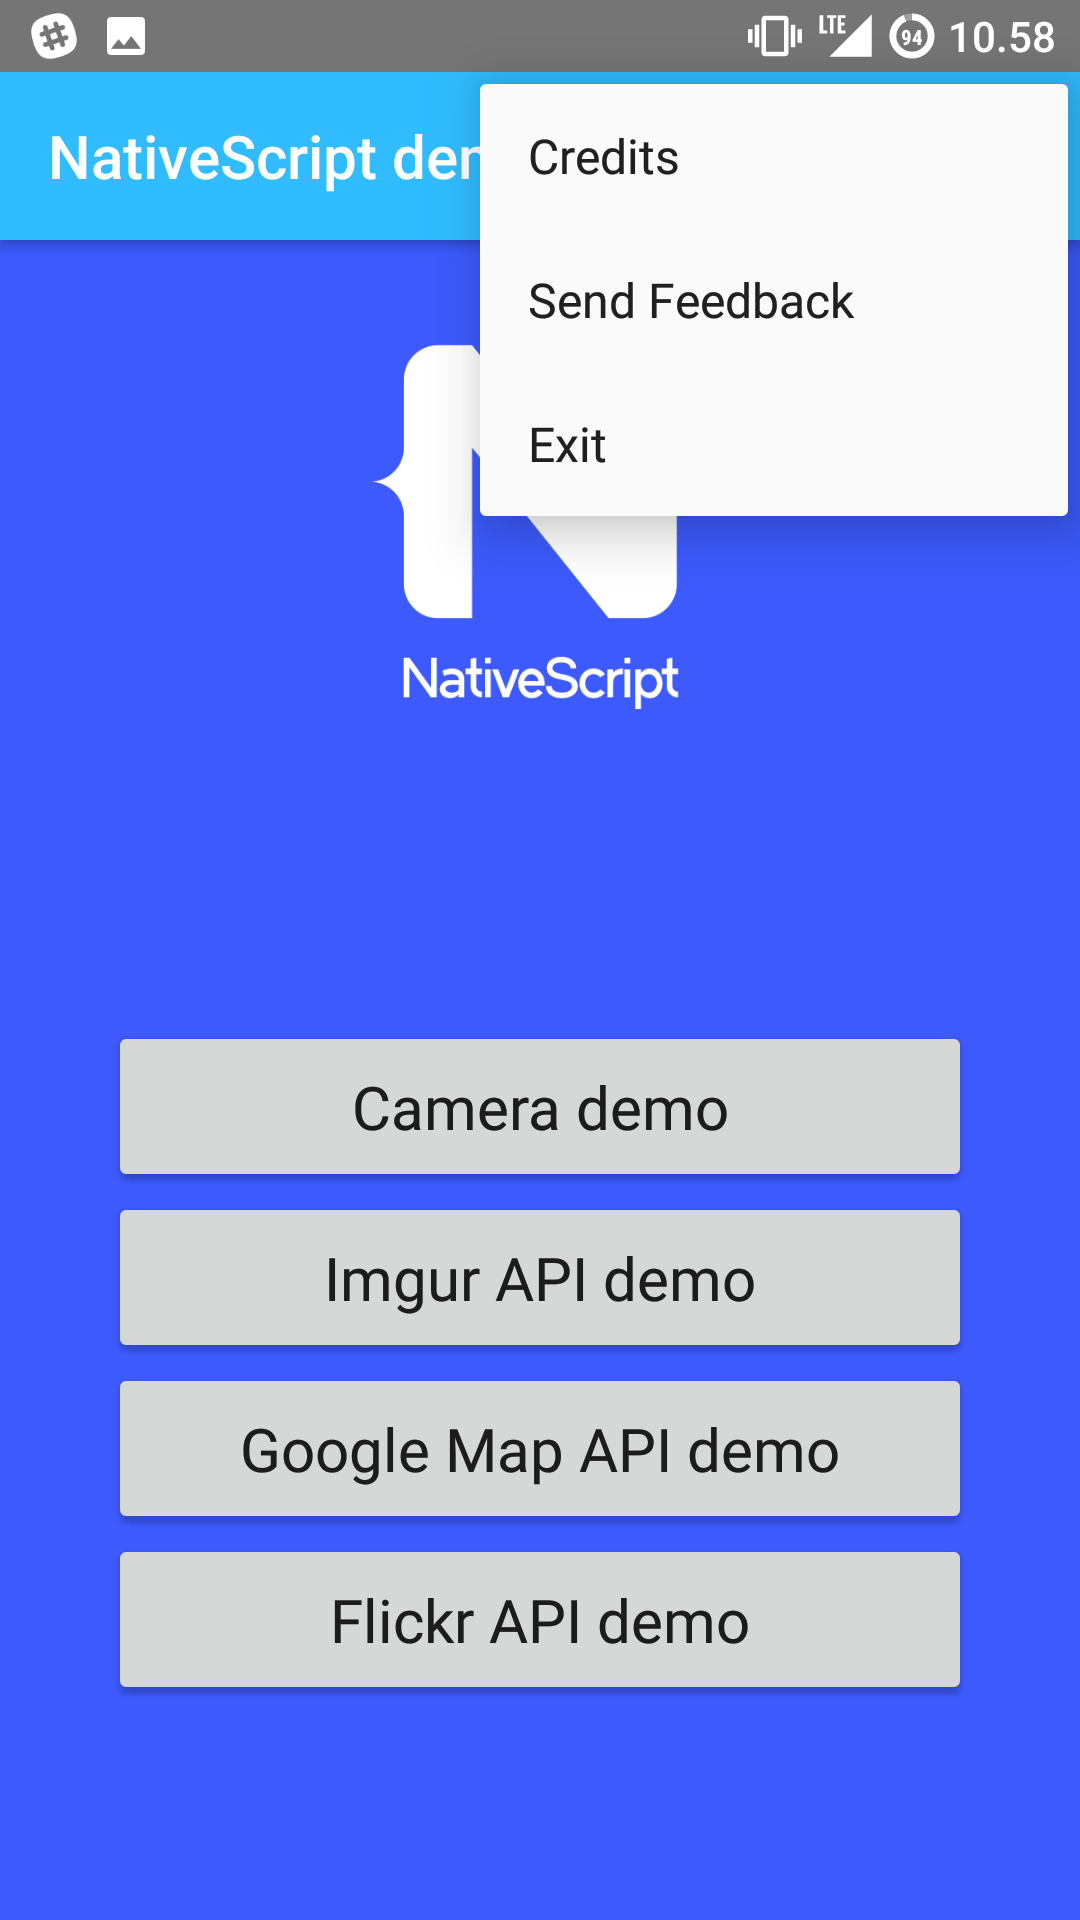 LTE 94 10.58
NativeScript
Credits
Send Feedback
Exit
NativeScript
Camera demo
Imgur API demo
Google Map API demo
Flickr API demo